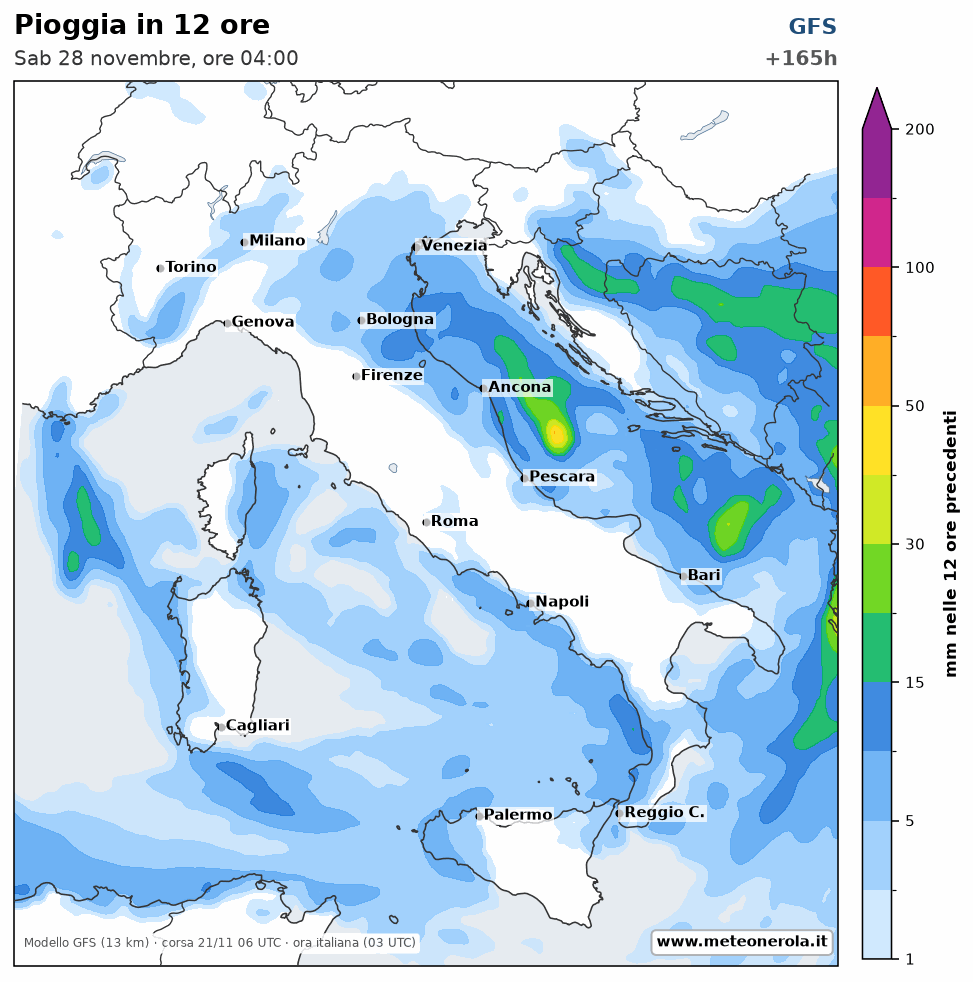 Pioggia in 12 ore
GFS
Sab 28 novembre, ore 04:00
+165h
Milano
Venezia
Torino
Genova
Bologna
Firenze
Ancona
Pescara
Roma
Bari
Napoli
Cagliari
Palermo
Reggio C.
200
100
50
30
15
5
1
mm nelle 12 ore precedenti
Modello GFS (13 km) · corsa 21/11 06 UTC · ora italiana (03 UTC)
www.meteonerola.it